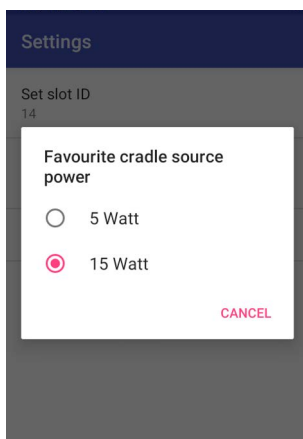 Settings
Set slot ID
14
Favourite cradle source
power
5 Watt
15 Watt
CANCEL